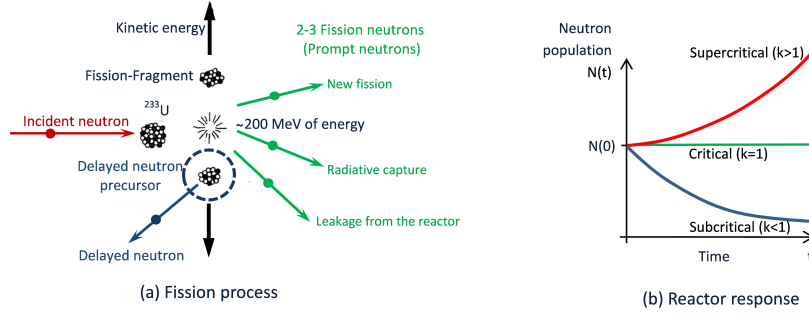 Kinetic energy
2-3 Fission neutrons
(Prompt neutrons)
Fission-Fragment
New fission
233U
Incident neutron
~200 MeV of energy
Delayed neutron
precursor
Radiative capture
Leakage from the reactor
Delayed neutron
(a) Fission process
Neutron
population
N(t)
Supercritical (k>1)
N(0)
Critical (k=1)
Subcritical (k<1)
Time
t
(b) Reactor response